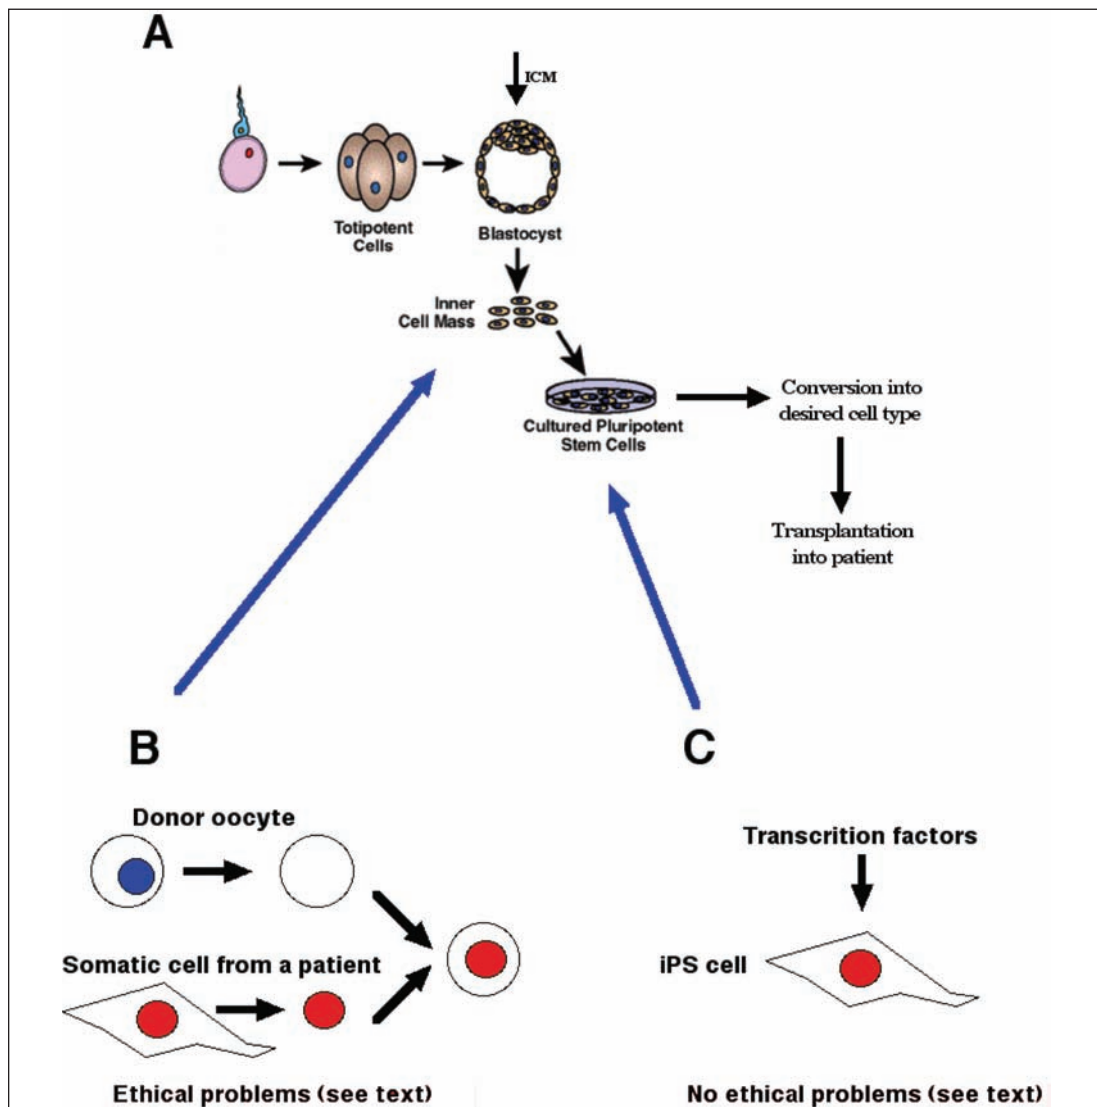 A
ICM
Totipotent
Cells
Blastocyst
Inner
Cell Mass
Cultured Pluripotent
Stem Cells
Conversion into
desired cell type
Transplantation
into patient
B
Donor oocyte
Somatic cell from a patient
Ethical problems (see text)
C
Transcrition factors
iPS cell
No ethical problems (see text)